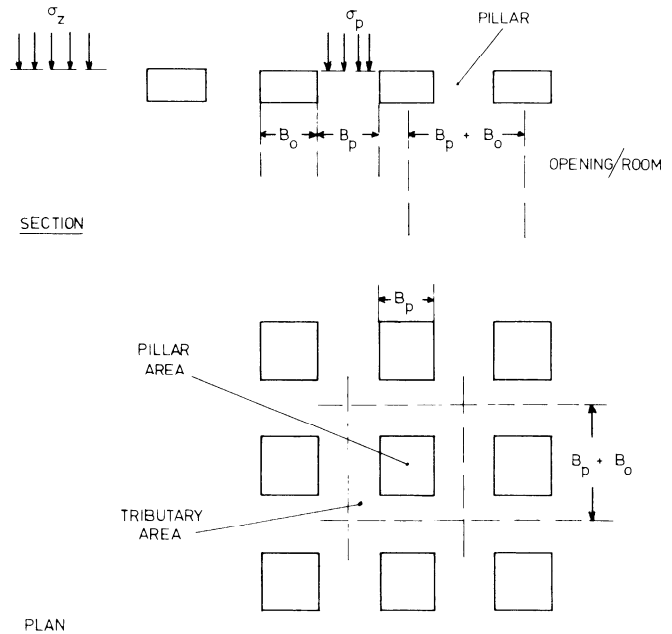 σz
σp
PILLAR
Bo
Bp
Bp + Bo
OPENING/ROOM
SECTION
Bp
PILLAR
AREA
Bp + Bo
TRIBUTARY
AREA
PLAN